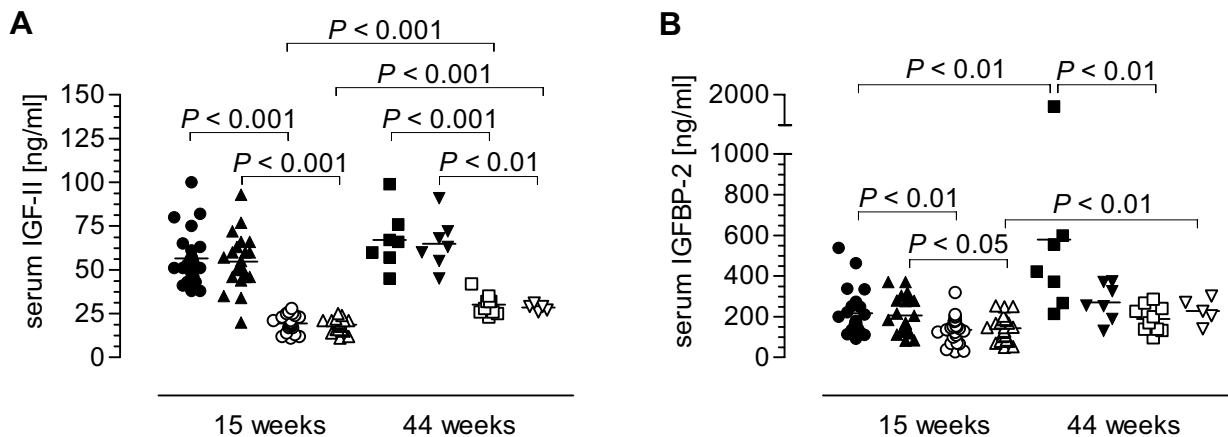 A
P < 0.001
P < 0.001
P < 0.001
P < 0.001
P < 0.001
P < 0.01
serum IGF-II [ng/ml]
150
125
100
75
50
25
0
15 weeks
44 weeks
B
P < 0.01
P < 0.01
P < 0.01
P < 0.01
P < 0.05
serum IGFBP-2 [ng/ml]
2000
1000
800
600
400
200
0
15 weeks
44 weeks